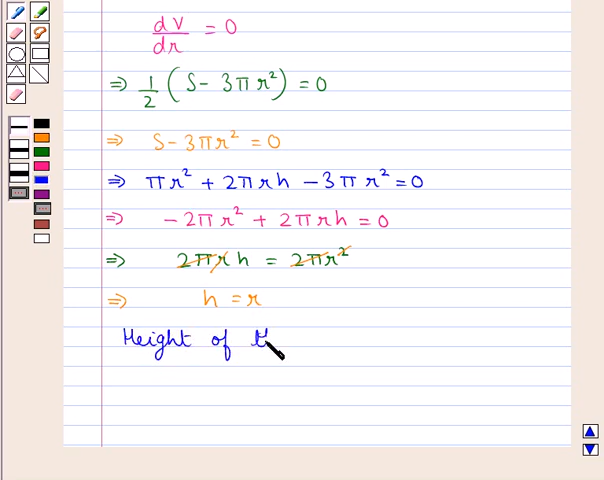 dV/dr = 0
⇒ 1/2 (S - 3πr²) = 0
⇒ S - 3πr² = 0
⇒ πr² + 2πrh - 3πr² = 0
⇒ -2πr² + 2πrh = 0
⇒ 2πrh = 2πr²
⇒ h = r
Height of